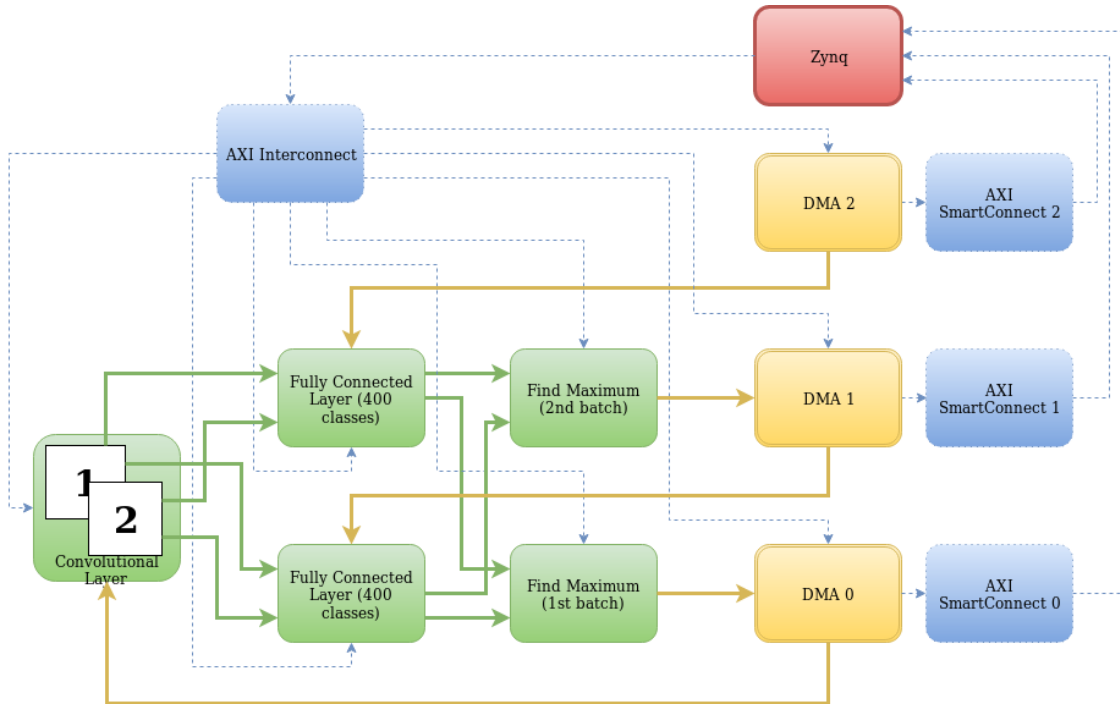 Zynq
AXI Interconnect
DMA 2
AXI
SmartConnect 2
Fully Connected
Layer (400
classes)
Find Maximum
(2nd batch)
DMA 1
AXI
SmartConnect 1
1
2
Convolutional
Layer
Fully Connected
Layer (400
classes)
Find Maximum
(1st batch)
DMA 0
AXI
SmartConnect 0